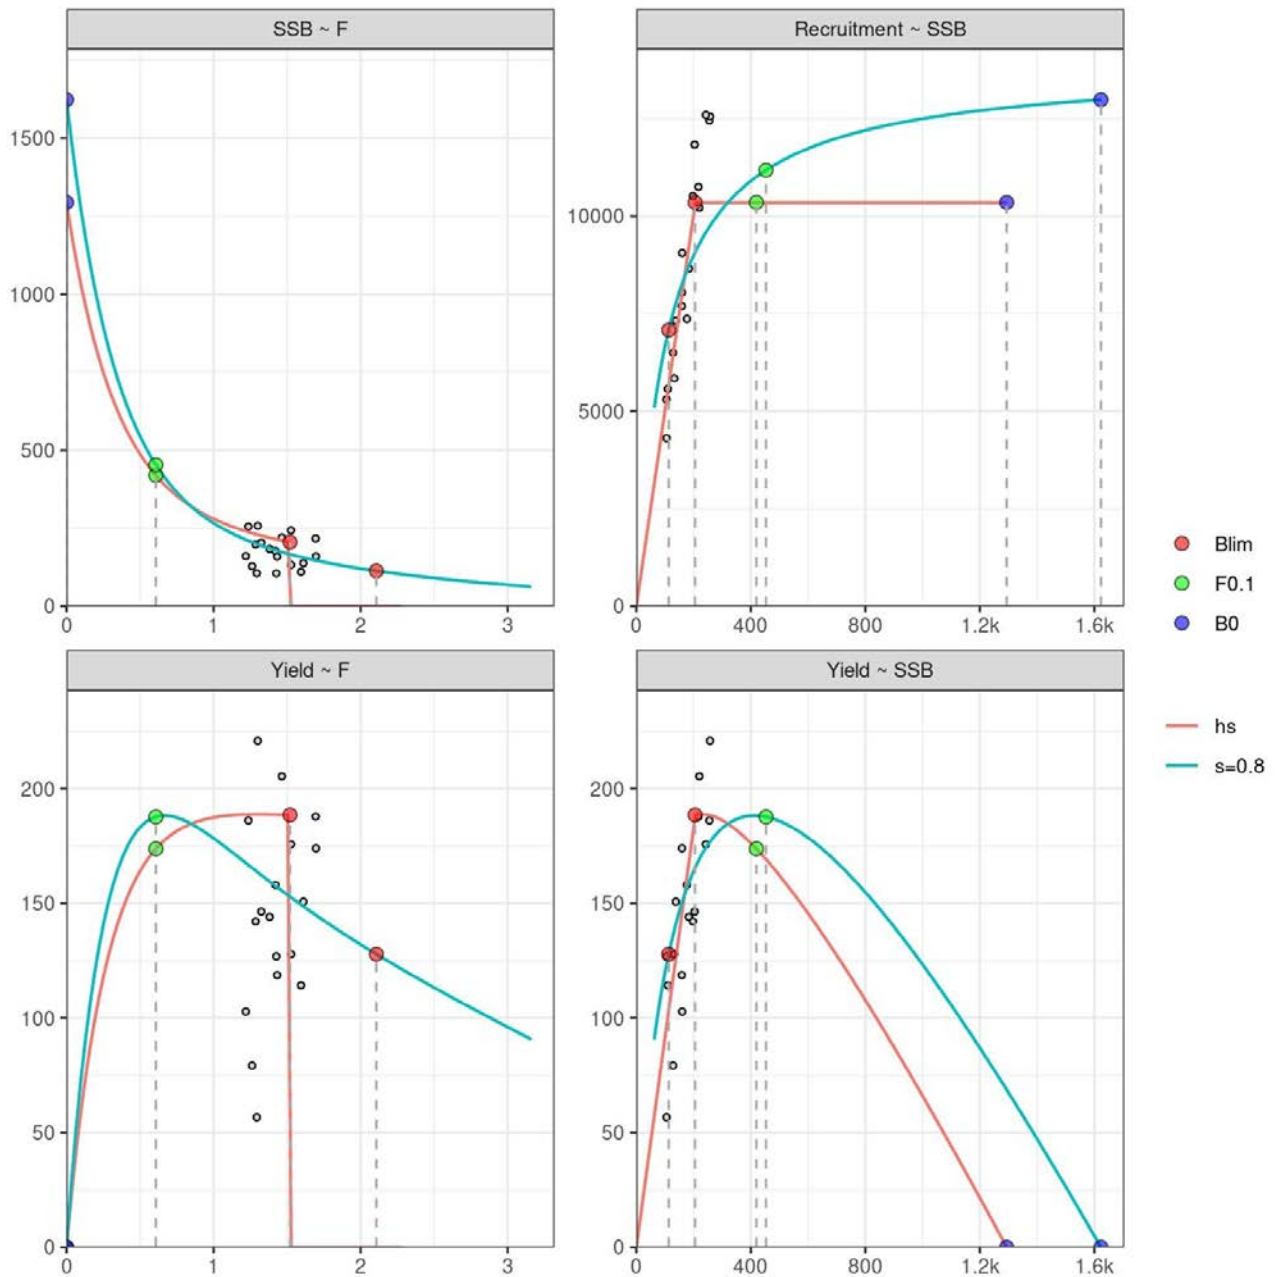 SSB ~ F
Recruitment ~ SSB
1500
1000
500
0
0 1 2 3
10000
5000
0
0 400 800 1.2k 1.6k
Blim
F0.1
B0
hs
s=0.8
Yield ~ F
Yield ~ SSB
200
150
100
50
0
0 1 2 3
200
150
100
50
0
0 400 800 1.2k 1.6k